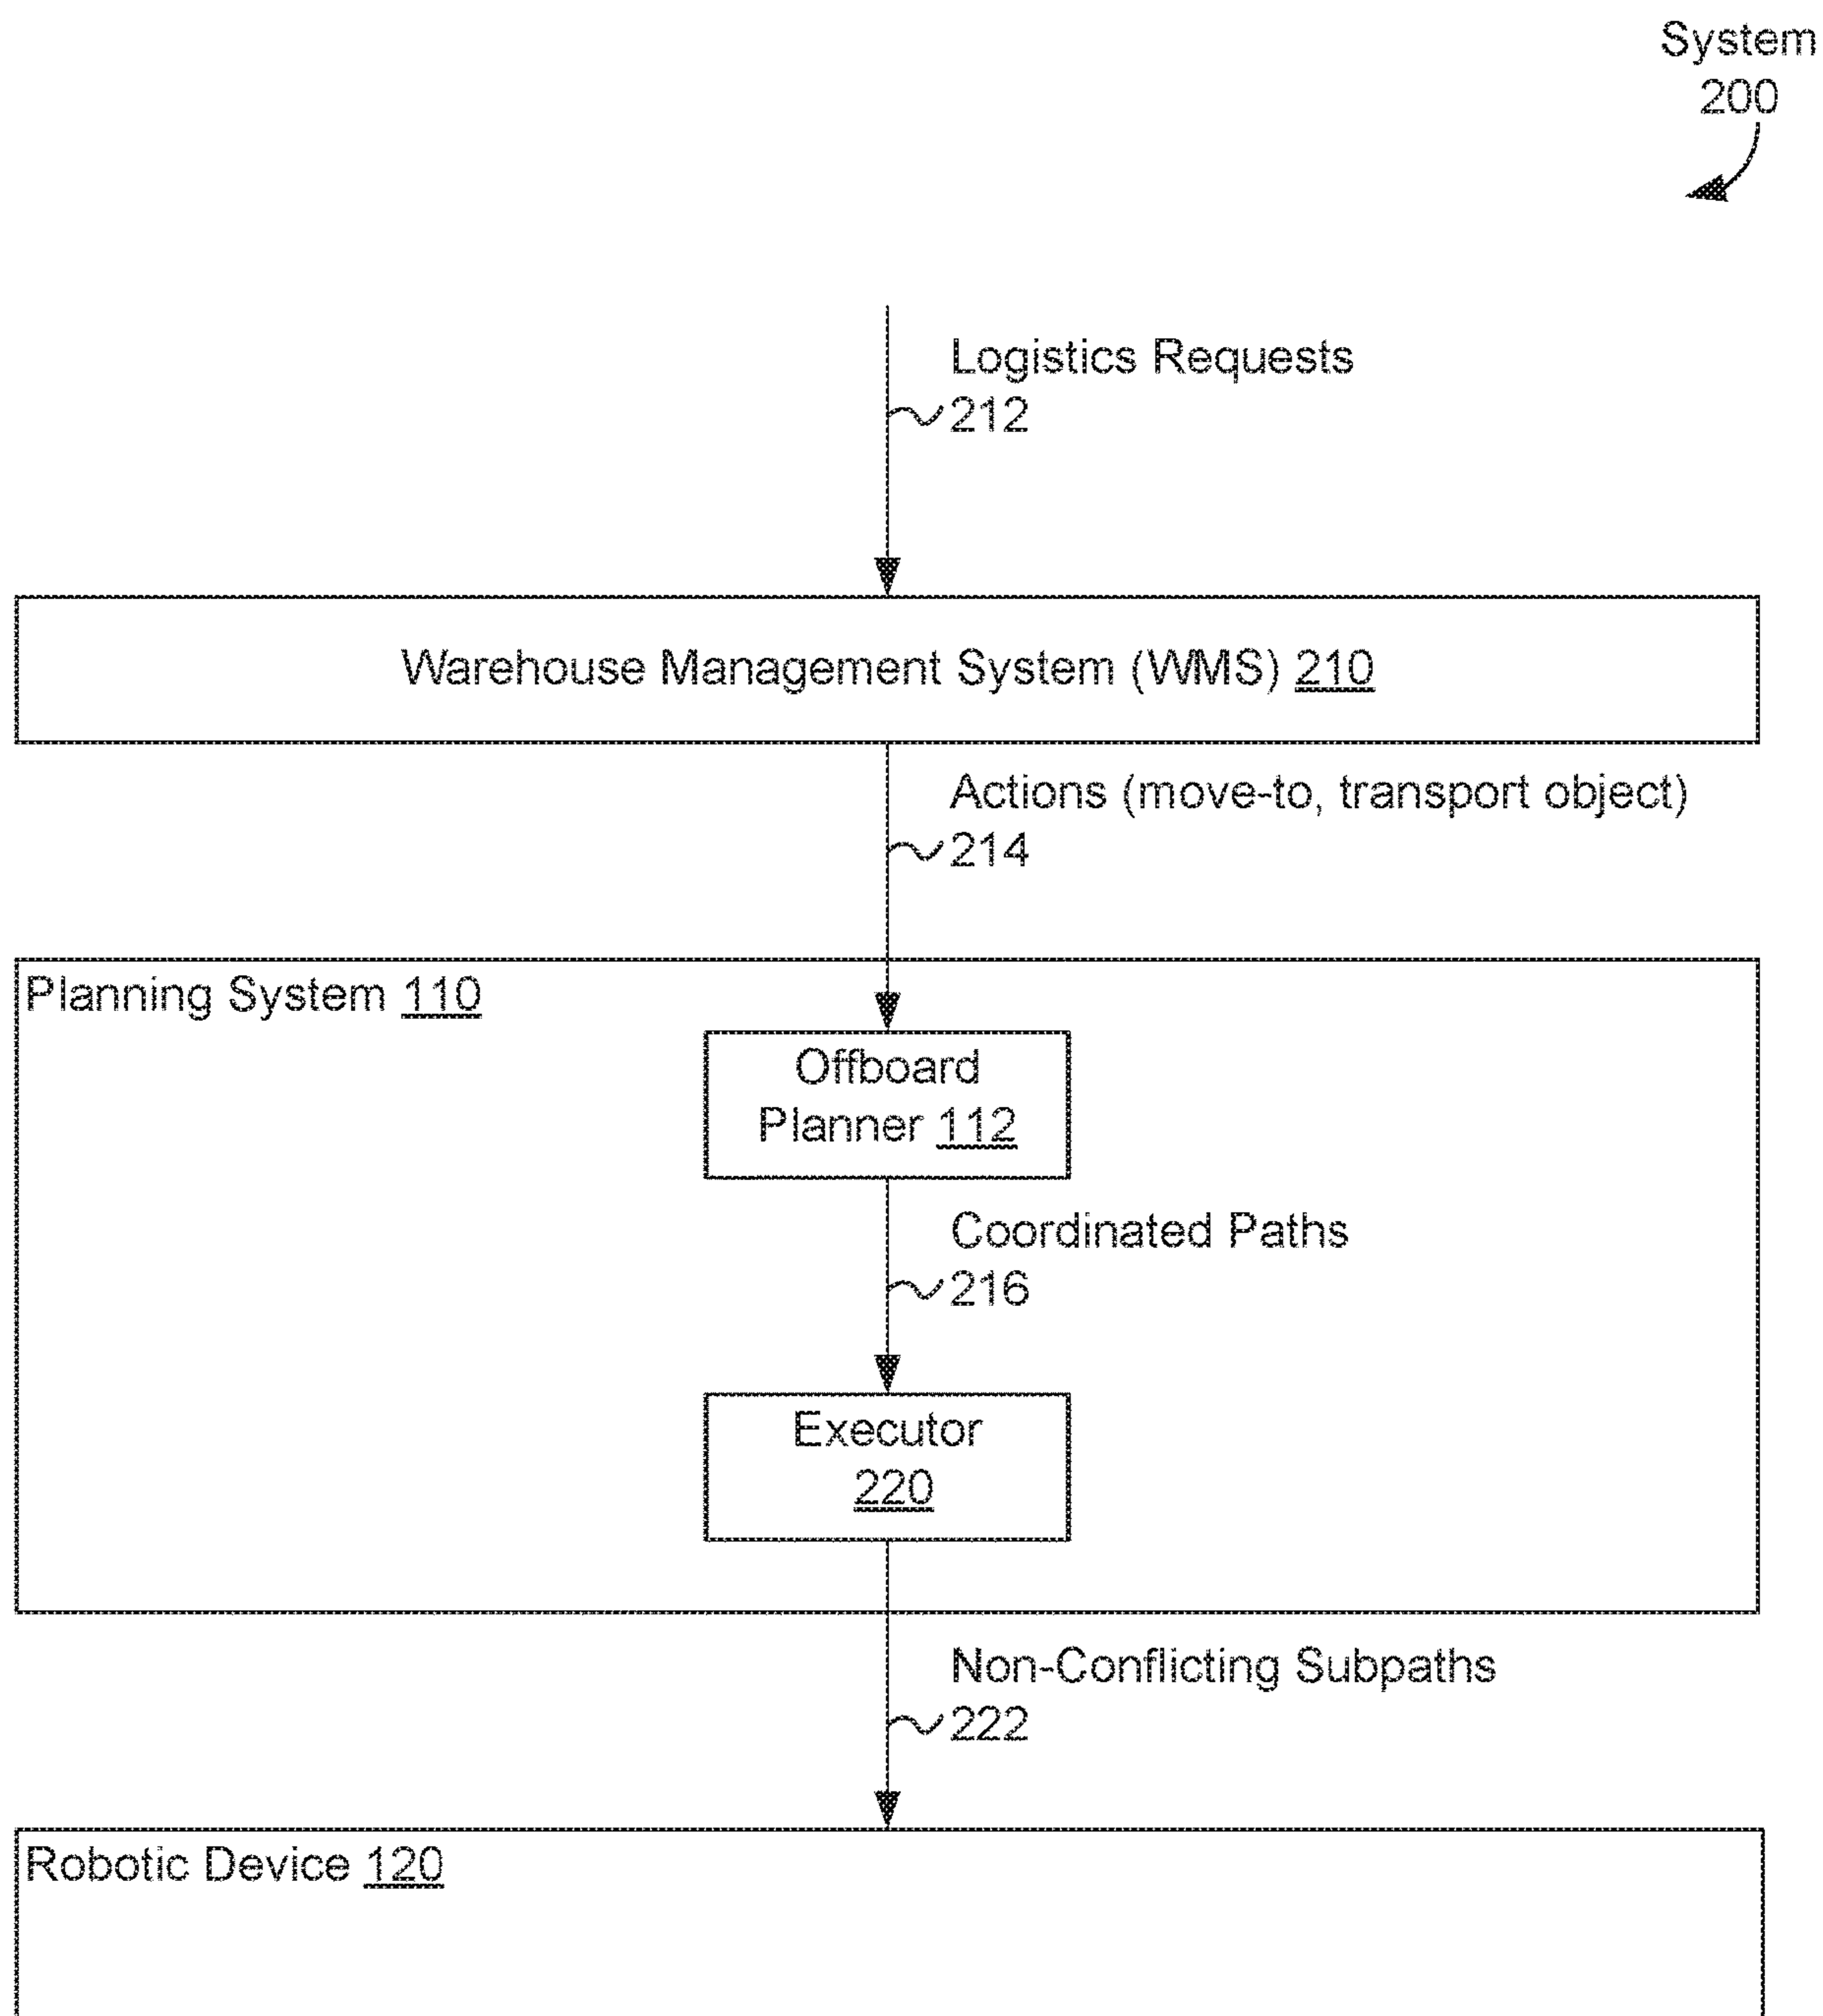 System
200
Logistics Requests
212
Warehouse Management System (WMS) 210
Actions (move-to, transport object)
214
Planning System 110
Offboard
Planner 112
Coordinated Paths
216
Executor
220
Non-Conflicting Subpaths
222
Robotic Device 120